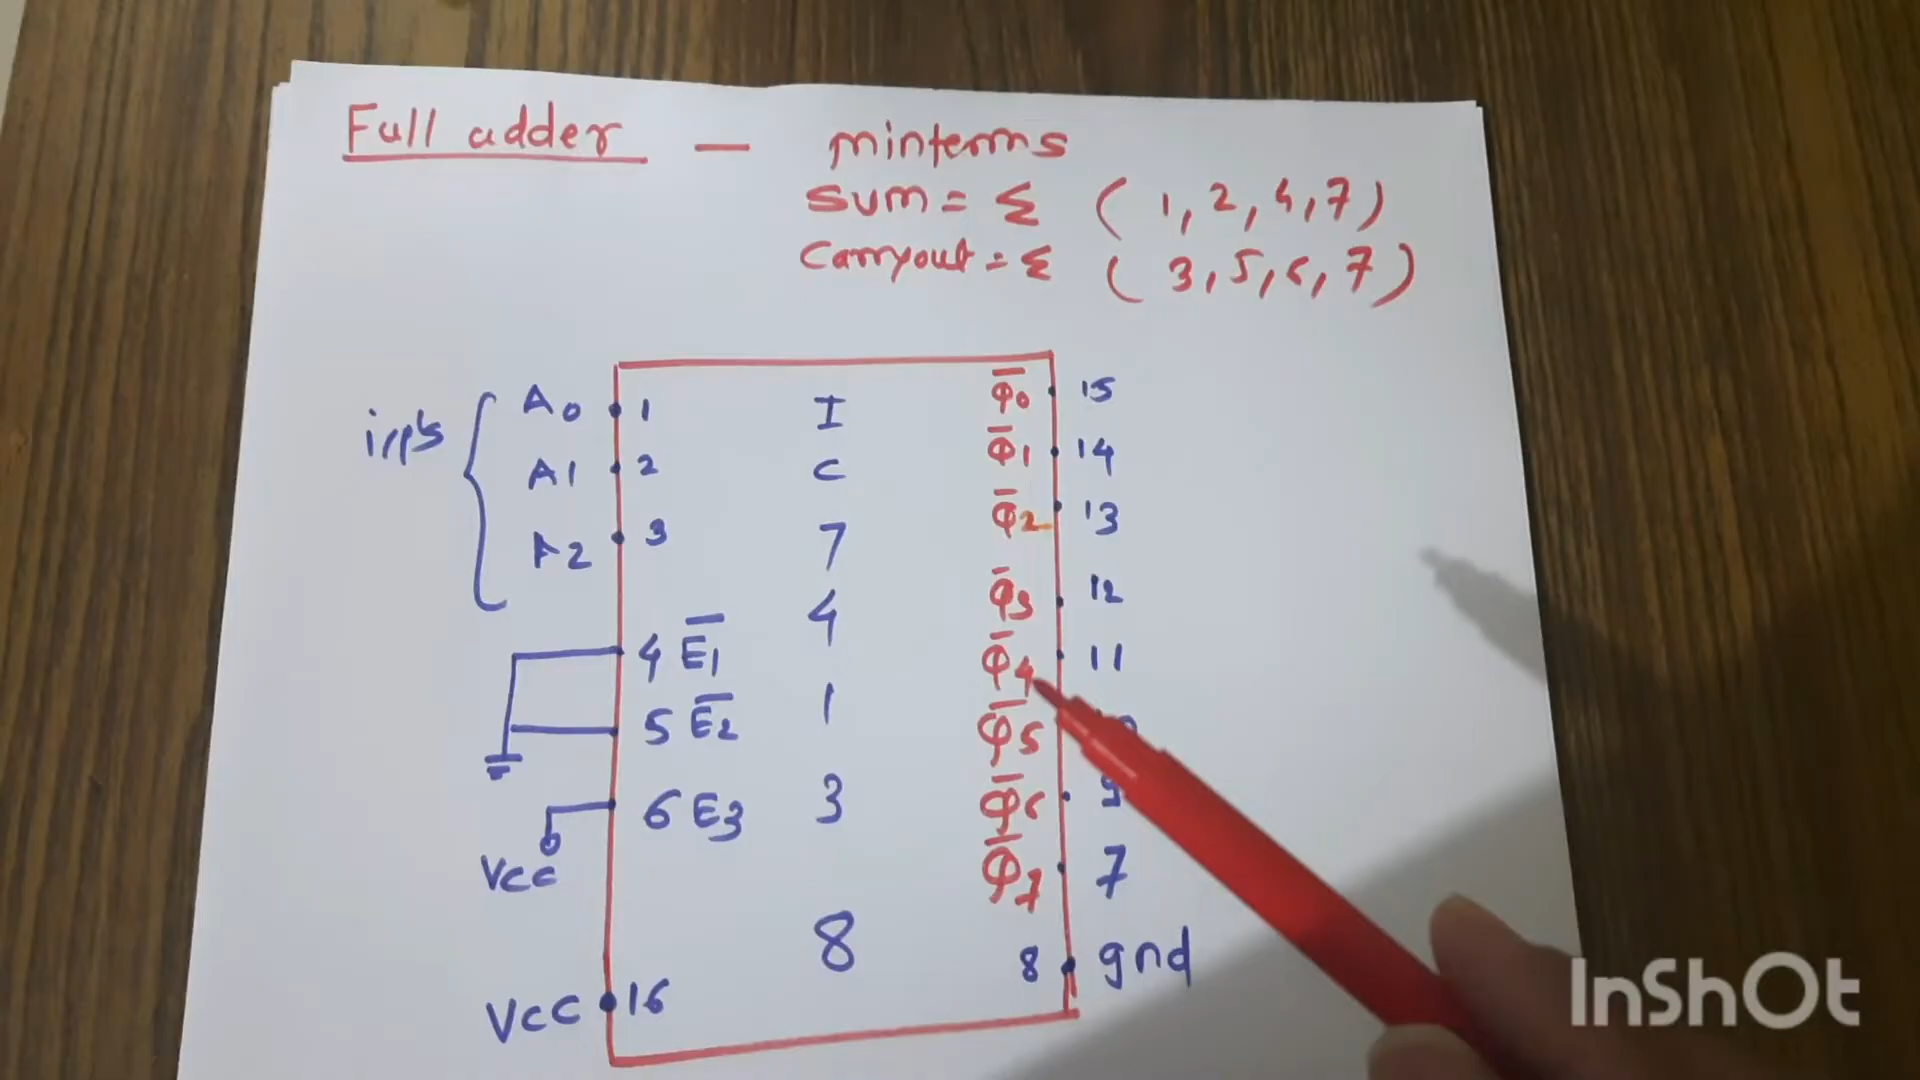 Full adder — minterms
sum = Σ (1, 2, 4, 7)
Carryout = Σ (3, 5, 6, 7)
A0 1 I φ̅0 15
i/p's
A1 2 C φ̅1 14
A2 3 7 φ̅2 13
4 φ̅3 12
4 E̅1 φ̅4 11
5 E̅2 1 φ̅5
6 E3 3 φ̅6 9
Vcc φ̅7 7
8 8 gnd
Vcc 16
InShOt